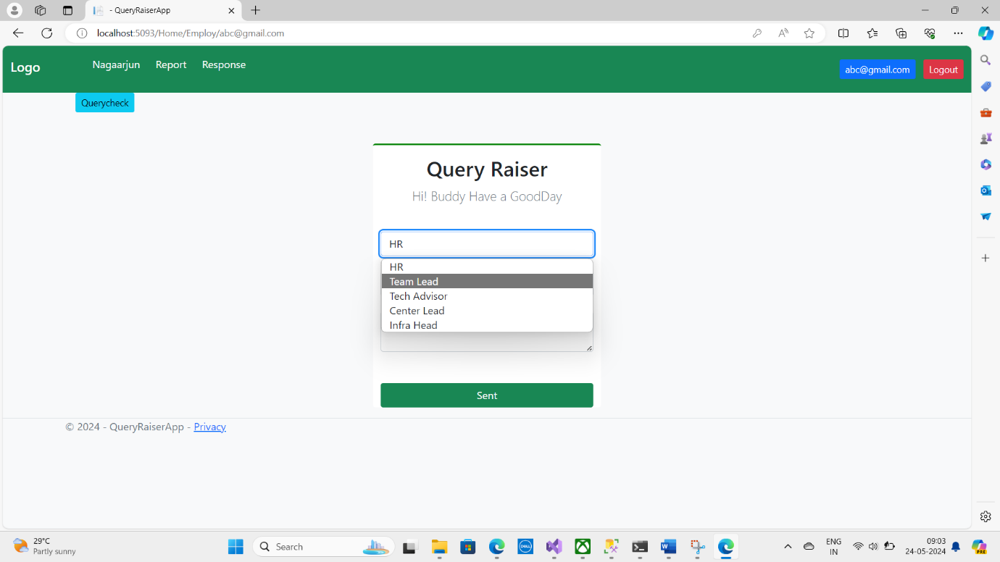 - QueryRaiserApp
localhost:5093/Home/Employ/abc@gmail.com
Logo
Nagaarjun Report Response
abc@gmail.com Logout
Querycheck
Query Raiser
Hi! Buddy Have a GoodDay
HR
HR
Team Lead
Tech Advisor
Center Lead
Infra Head
Sent
© 2024 - QueryRaiserApp - Privacy
29°C
Partly sunny
Search
DELL
ENG
IN
09:03
24-05-2024
PRE